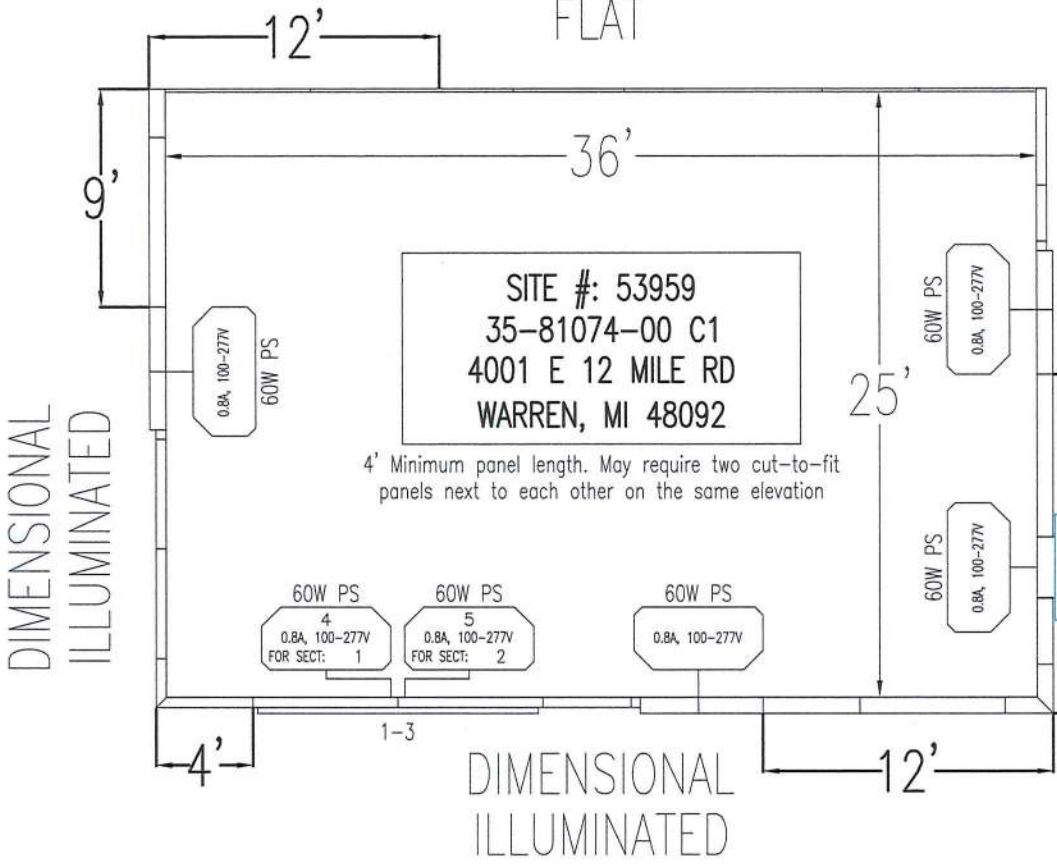 FLAT
12'
36'
9'
25'
SITE #: 53959
35-81074-00 C1
4001 E 12 MILE RD
WARREN, MI 48092
4' Minimum panel length. May require two cut-to-fit
panels next to each other on the same elevation
DIMENSIONAL
ILLUMINATED
0.8A, 100-277V
60W PS
60W PS
0.8A, 100-277V
60W PS
0.8A, 100-277V
60W PS
4
0.8A, 100-277V
FOR SECT: 1
60W PS
5
0.8A, 100-277V
FOR SECT: 2
60W PS
0.8A, 100-277V
1-3
4'
12'
DIMENSIONAL
ILLUMINATED